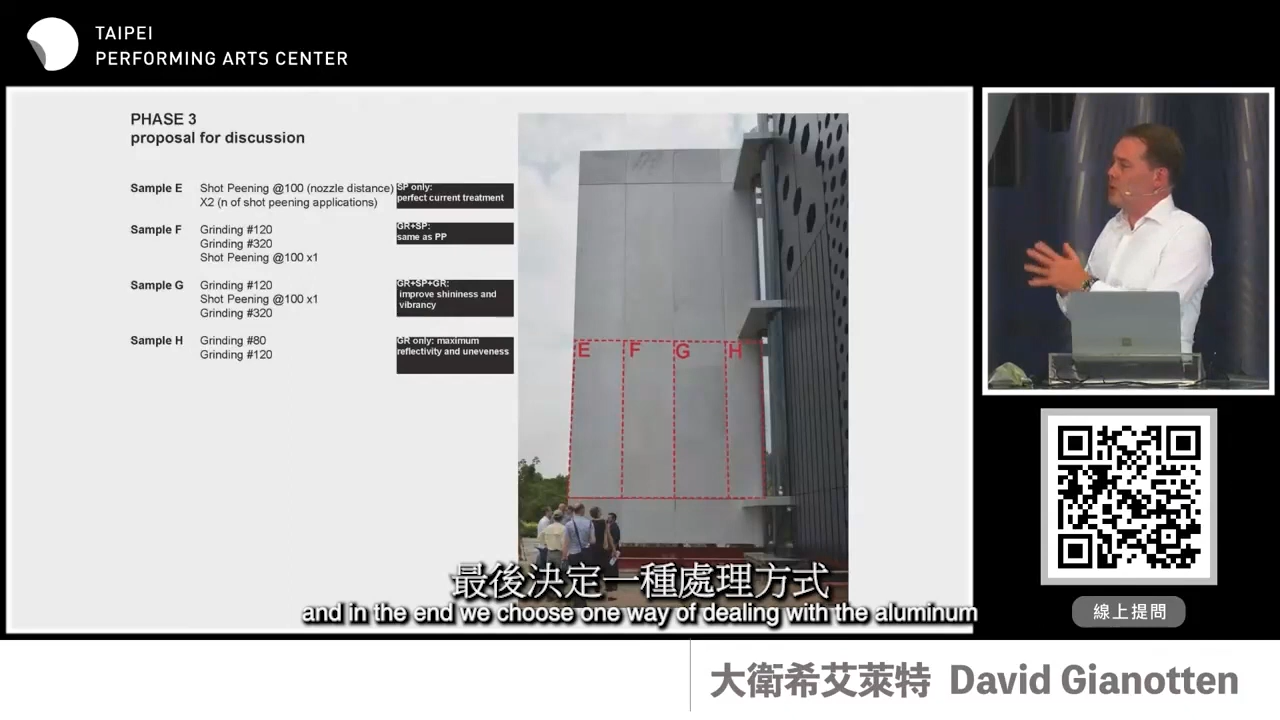 TAIPEI
PERFORMING ARTS CENTER
PHASE 3
proposal for discussion
Sample E Shot Peening @100 (nozzle distance)
X2 (n of shot peening applications)
SP only:
perfect current treatment
Sample F Grinding #120
Grinding #320
Shot Peening @100 x1
GR+SP:
same as PP
Sample G Grinding #120
Shot Peening @100 x1
Grinding #320
GR+SP+GR:
improve shininess and
vibrancy
Sample H Grinding #80
Grinding #120
GR only: maximum
reflectivity and uneveness
E F G H
最後決定一種處理方式
and in the end we choose one way of dealing with the aluminum
線上提問
大衛希艾萊特 David Gianotten